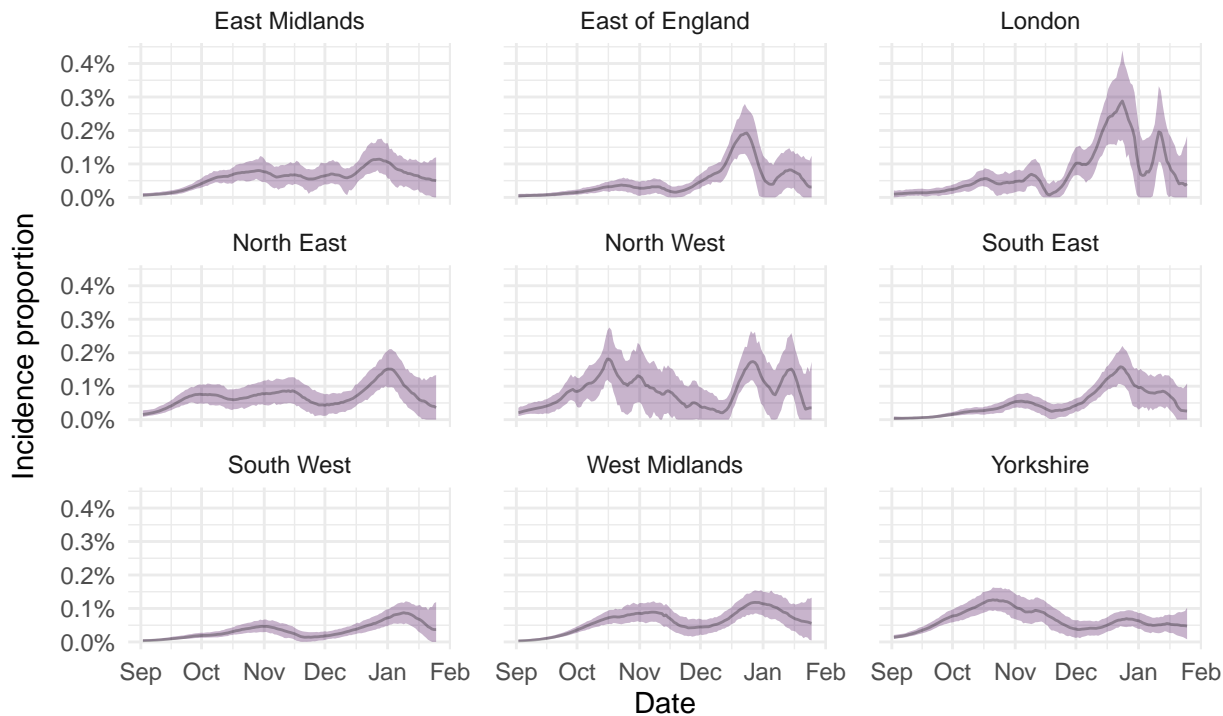 East Midlands East of England London
0.4%
0.3%
0.2%
0.1%
0.0%
North East North West South East
0.4%
0.3%
0.2%
0.1%
0.0%
South West West Midlands Yorkshire
0.4%
0.3%
0.2%
0.1%
0.0%
Sep Oct Nov Dec Jan Feb Sep Oct Nov Dec Jan Feb Sep Oct Nov Dec Jan Feb
Date
Incidence proportion